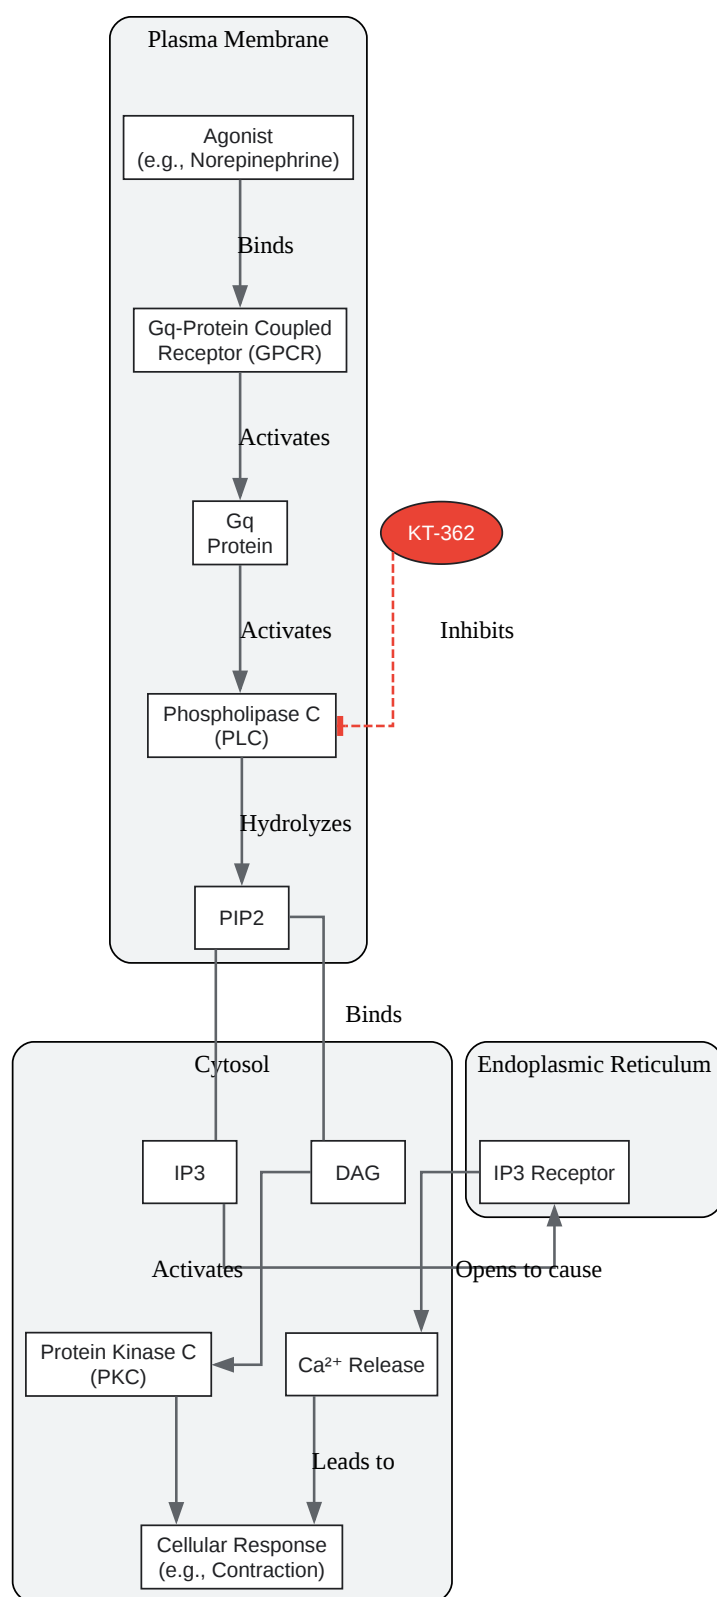 Plasma Membrane
Agonist
(e.g., Norepinephrine)
Binds
Gq-Protein Coupled
Receptor (GPCR)
Activates
Gq
Protein
KT-362
Activates
Inhibits
Phospholipase C
(PLC)
Hydrolyzes
PIP2
Binds
Cytosol
Endoplasmic Reticulum
IP3
DAG
IP3 Receptor
Activates
Opens to cause
Protein Kinase C
(PKC)
Ca²⁺ Release
Leads to
Cellular Response
(e.g., Contraction)